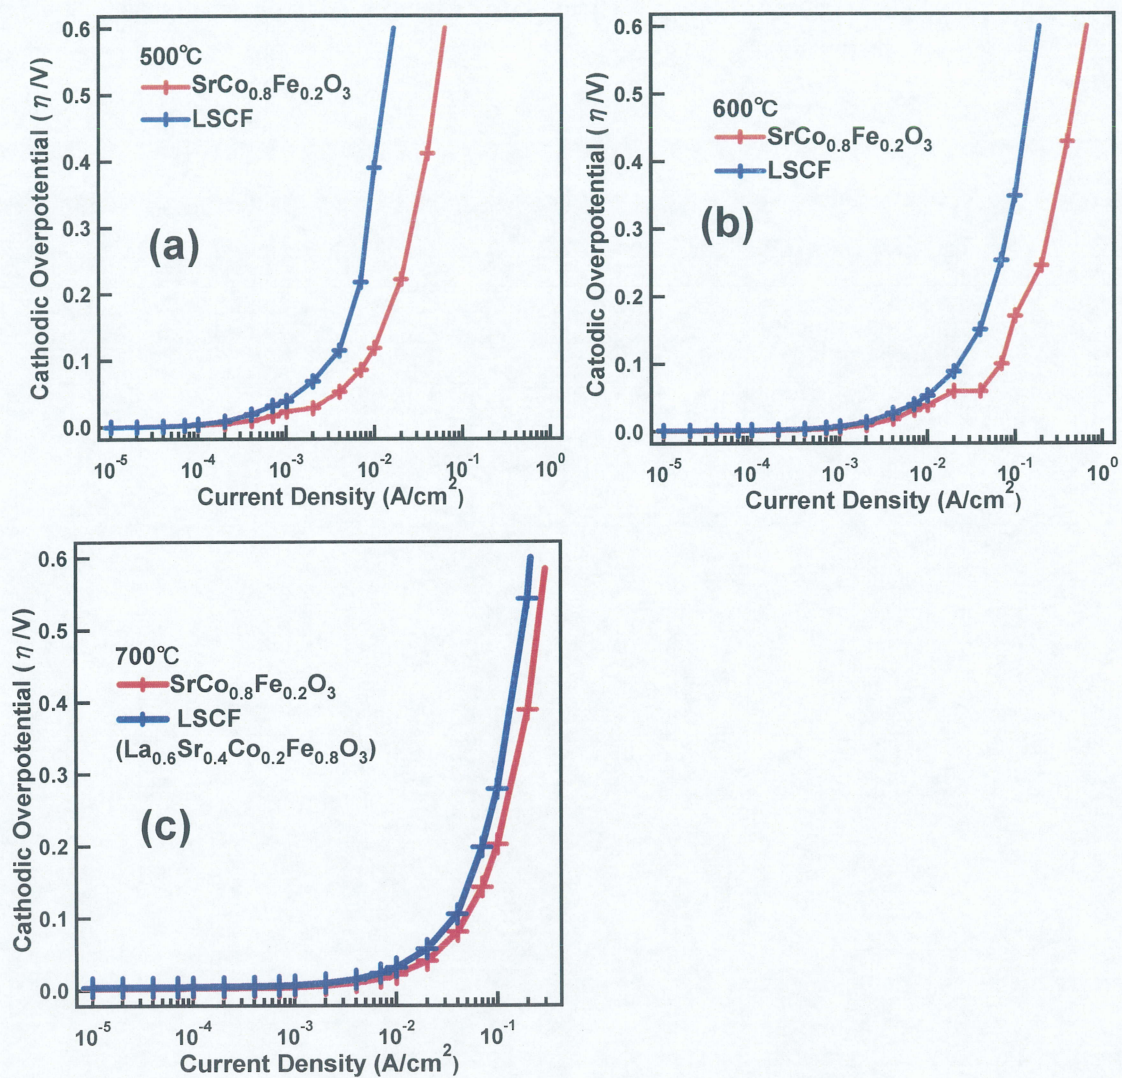 0.6
0.5
0.4
0.3
0.2
0.1
0.0
Cathodic Overpotential ( η /V)
500℃
SrCo0.8Fe0.2O3
LSCF
(a)
10-5 10-4 10-3 10-2 10-1 100
Current Density (A/cm2)
0.6
0.5
0.4
0.3
0.2
0.1
0.0
Catodic Overpotential ( η /V)
600℃
SrCo0.8Fe0.2O3
LSCF
(b)
10-5 10-4 10-3 10-2 10-1 100
Current Density (A/cm2)
0.6
0.5
0.4
0.3
0.2
0.1
0.0
Cathodic Overpotential ( η /V)
700℃
SrCo0.8Fe0.2O3
LSCF
(La0.6Sr0.4Co0.2Fe0.8O3)
(c)
10-5 10-4 10-3 10-2 10-1
Current Density (A/cm2)